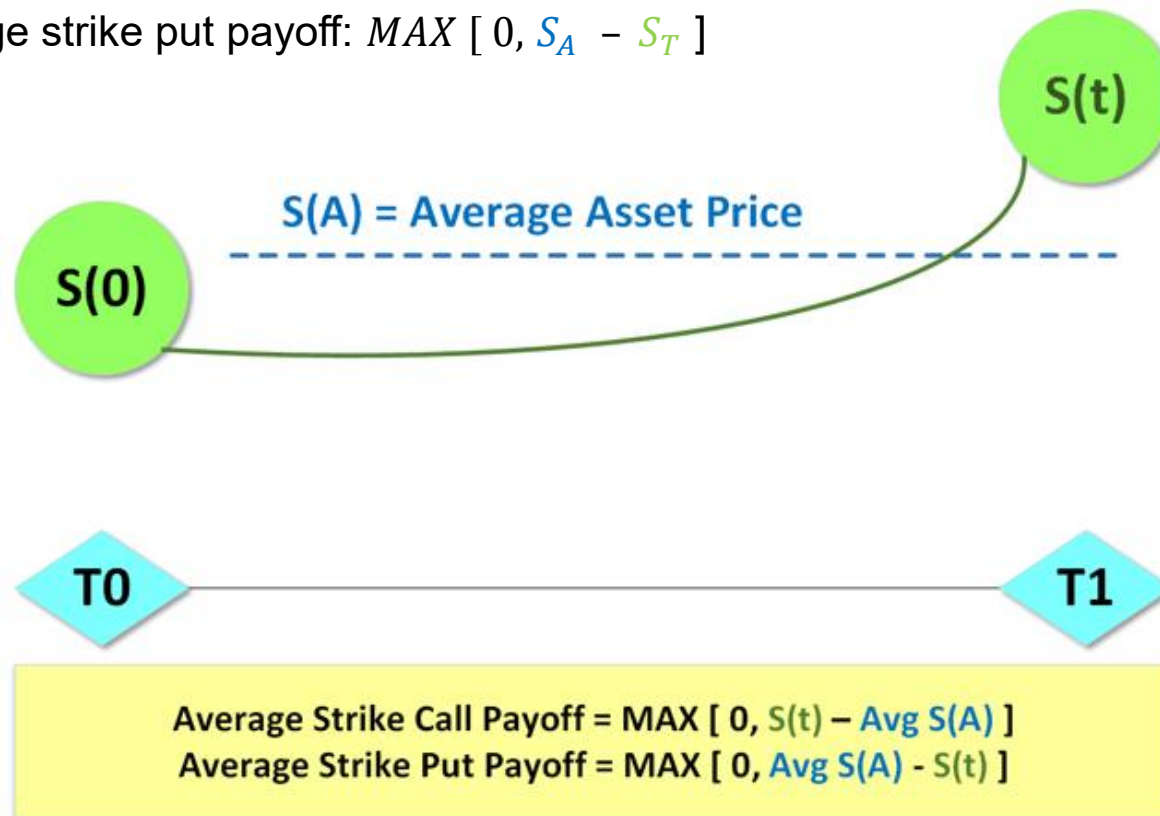 ge strike put payoff: MAX [ 0, S_A – S_T ]
S(t)
S(A) = Average Asset Price
S(0)
T0
T1
Average Strike Call Payoff = MAX [ 0, S(t) – Avg S(A) ]
Average Strike Put Payoff = MAX [ 0, Avg S(A) - S(t) ]